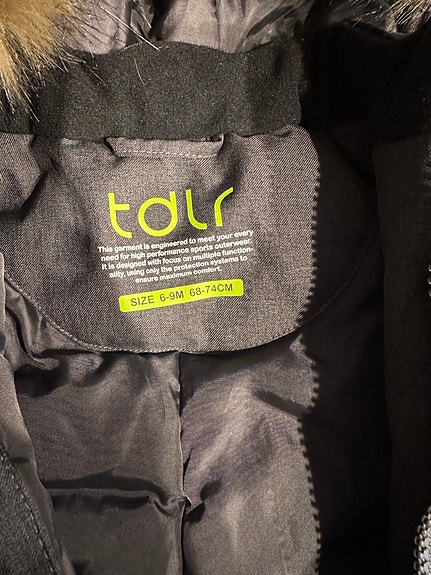 tdlr
This garment is engineered to meet your every
need for high performance sports outerwear.
It is designed with focus on multiple function-
ality, using only the protection systems to
ensure maximum comfort.
SIZE 6-9M 68-74CM